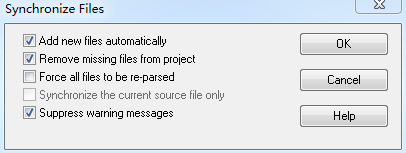 Synchronize Files
Add new files automatically
OK
Remove missing files from project
Force all files to be re-parsed
Cancel
Synchronize the current source file only
Suppress warning messages
Help